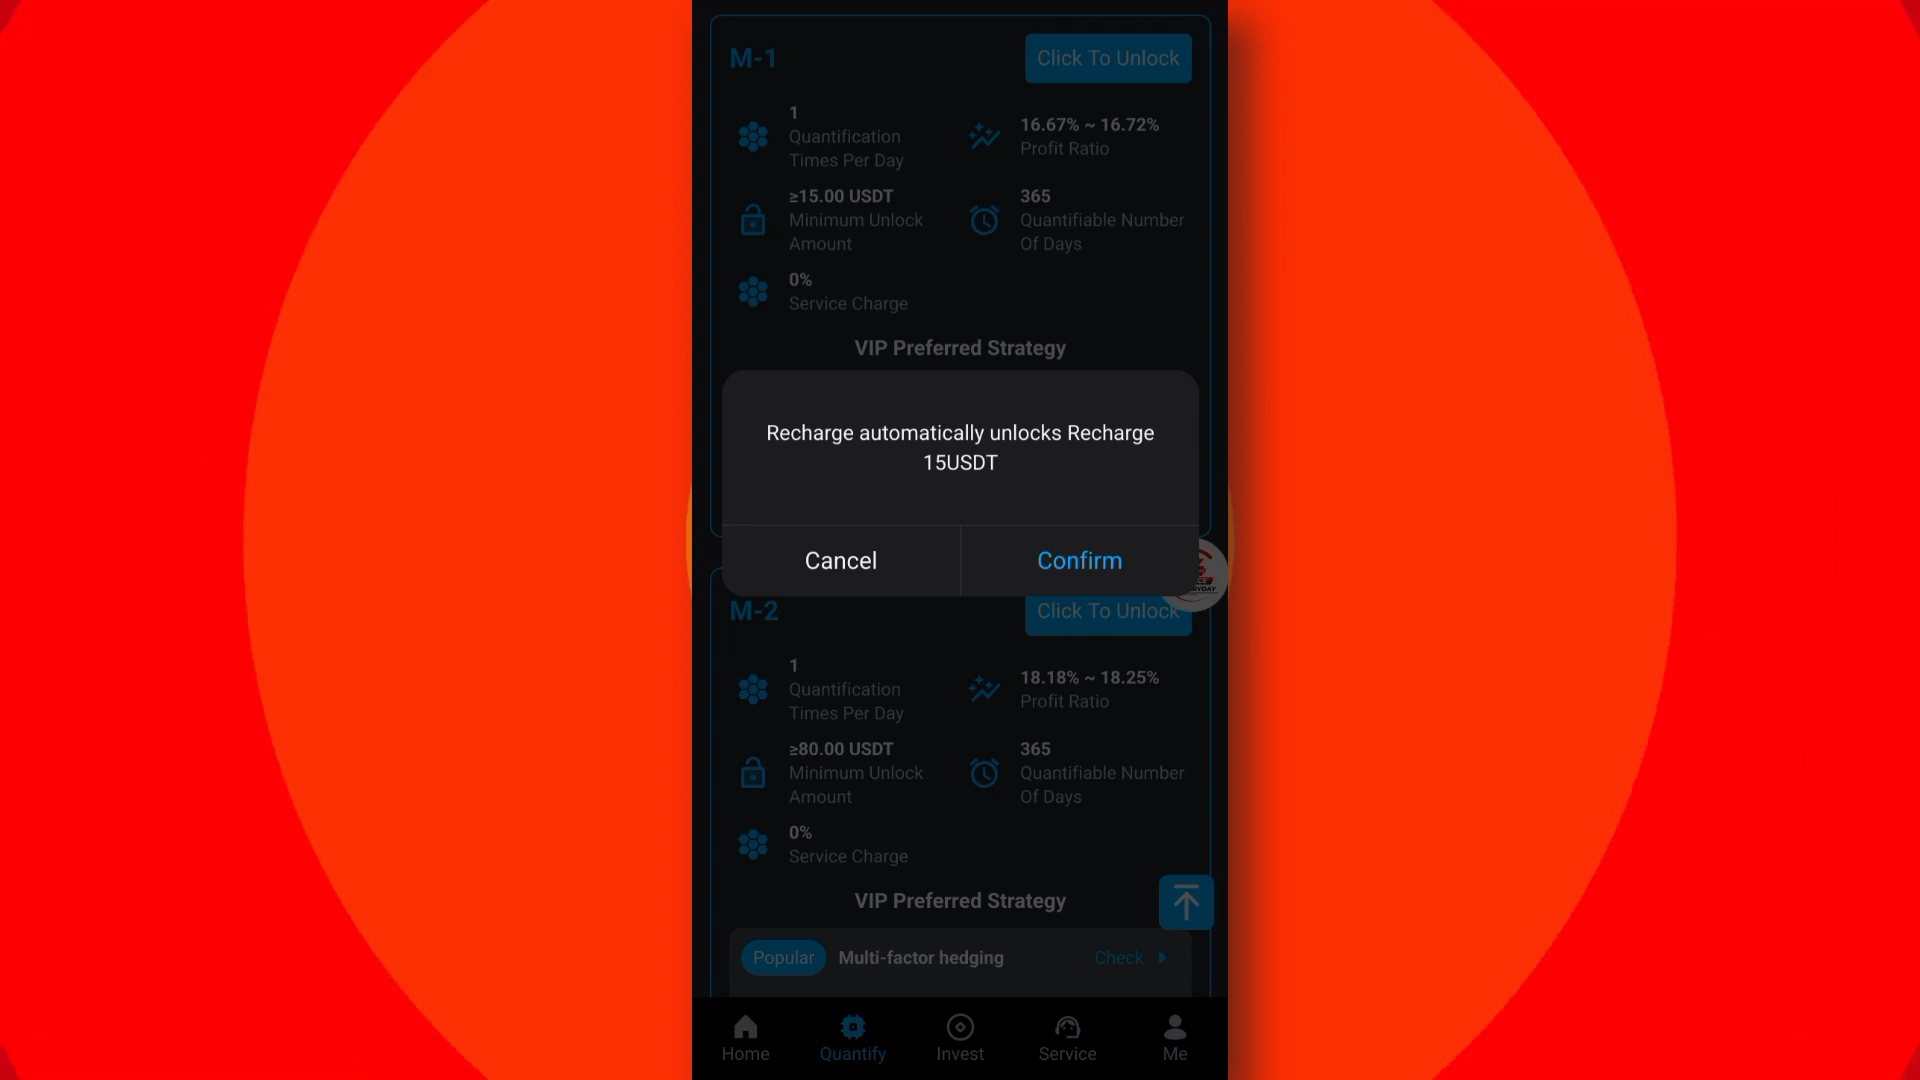 M-1
Click To Unlock
1
Quantification
Times Per Day
16.67% ~ 16.72%
Profit Ratio
≥15.00 USDT
Minimum Unlock
Amount
365
Quantifiable Number
Of Days
0%
Service Charge
VIP Preferred Strategy
Recharge automatically unlocks Recharge
15USDT
Cancel
Confirm
M-2
Click To Unlock
1
Quantification
Times Per Day
18.18% ~ 18.25%
Profit Ratio
≥80.00 USDT
Minimum Unlock
Amount
365
Quantifiable Number
Of Days
0%
Service Charge
VIP Preferred Strategy
Popular
Multi-factor hedging
Check
Home
Quantify
Invest
Service
Me